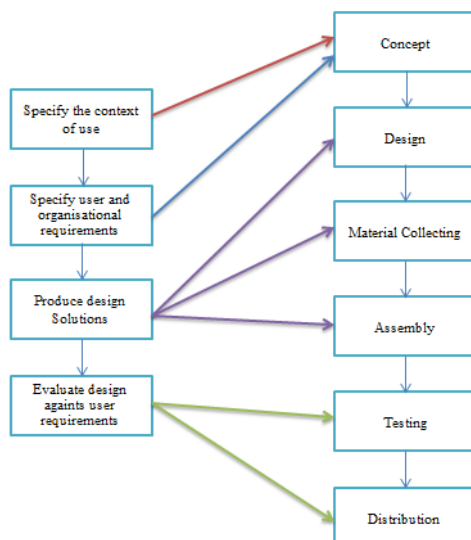 Specify the context
of use
Specify user and
organisational
requirements
Produce design
Solutions
Evaluate design
againts user
requirements
Concept
Design
Material Collecting
Assembly
Testing
Distribution